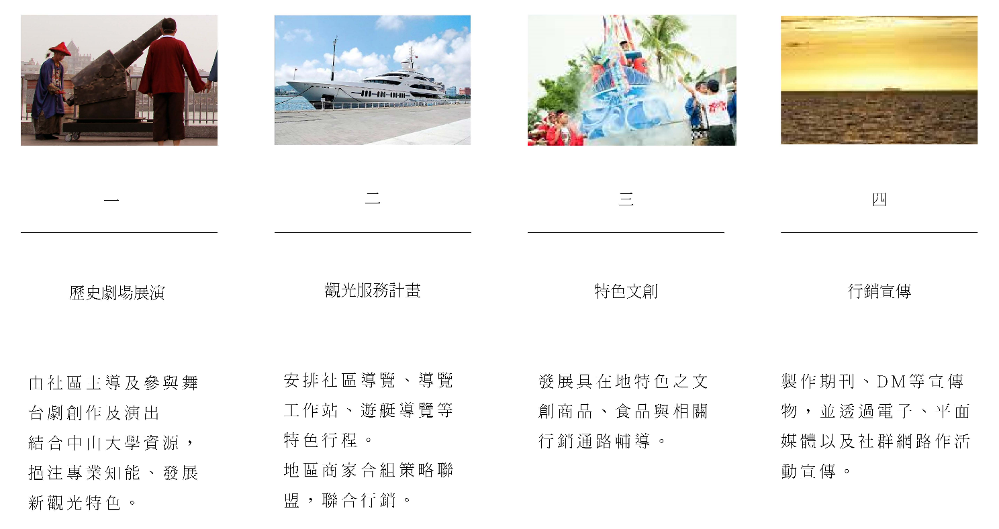 一
歷史劇場展演
由社區主導及參與舞
台劇創作及演出
結合中山大學資源，
挹注專業知能、發展
新觀光特色。
二
觀光服務計畫
安排社區導覽、導覽
工作站、遊艇導覽等
特色行程。
地區商家合組策略聯
盟，聯合行銷。
三
特色文創
發展具在地特色之文
創商品、食品與相關
行銷通路輔導。
四
行銷宣傳
製作期刊、DM等宣傳
物，並透過電子、平面
媒體以及社群網路作活
動宣傳。